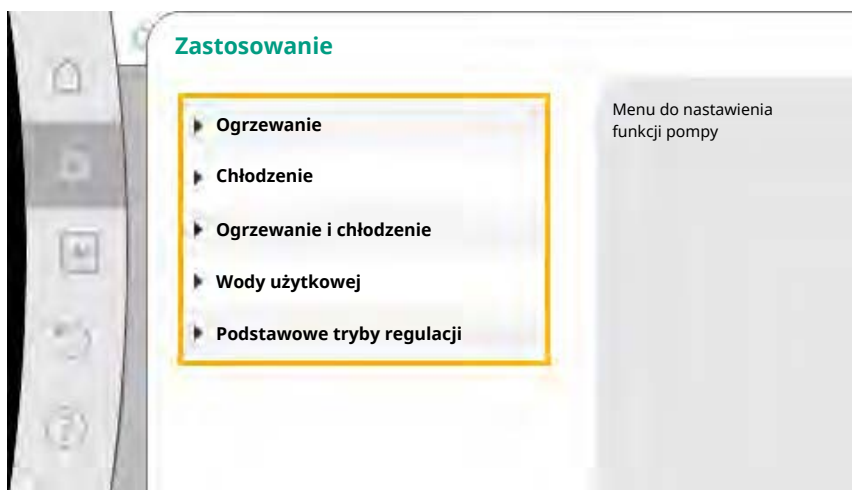 Zastosowanie
Ogrzewanie
Chłodzenie
Ogrzewanie i chłodzenie
Wody użytkowej
Podstawowe tryby regulacji
Menu do nastawienia
funkcji pompy